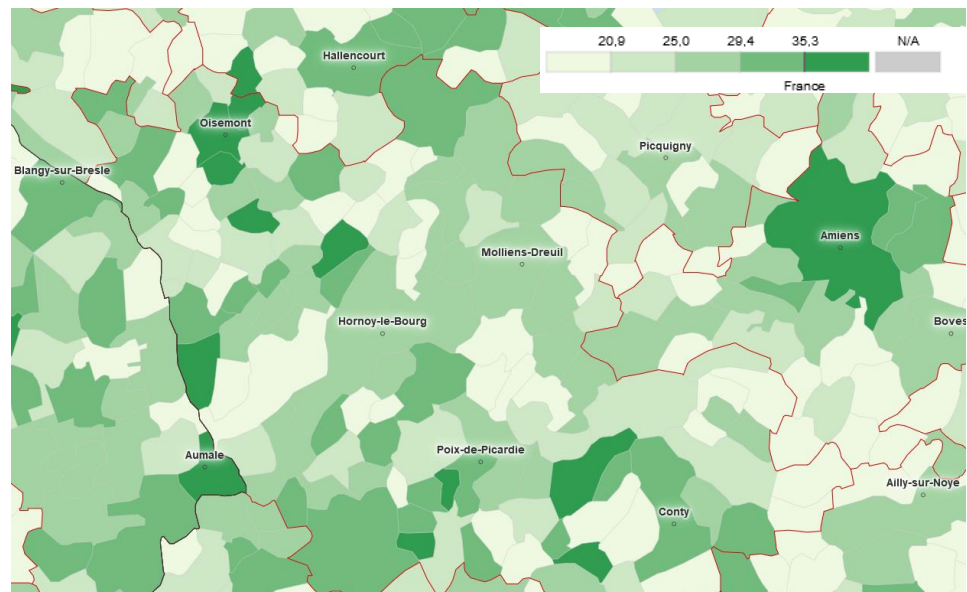 20,9 25,0 29,4 35,3 N/A
France
Hallencourt
Oisemont
Picquigny
Blangy-sur-Bresle
Amiens
Molliens-Dreuil
Hornoy-le-Bourg
Boves
Poix-de-Picardie
Aumale
Ailly-sur-Noye
Conty